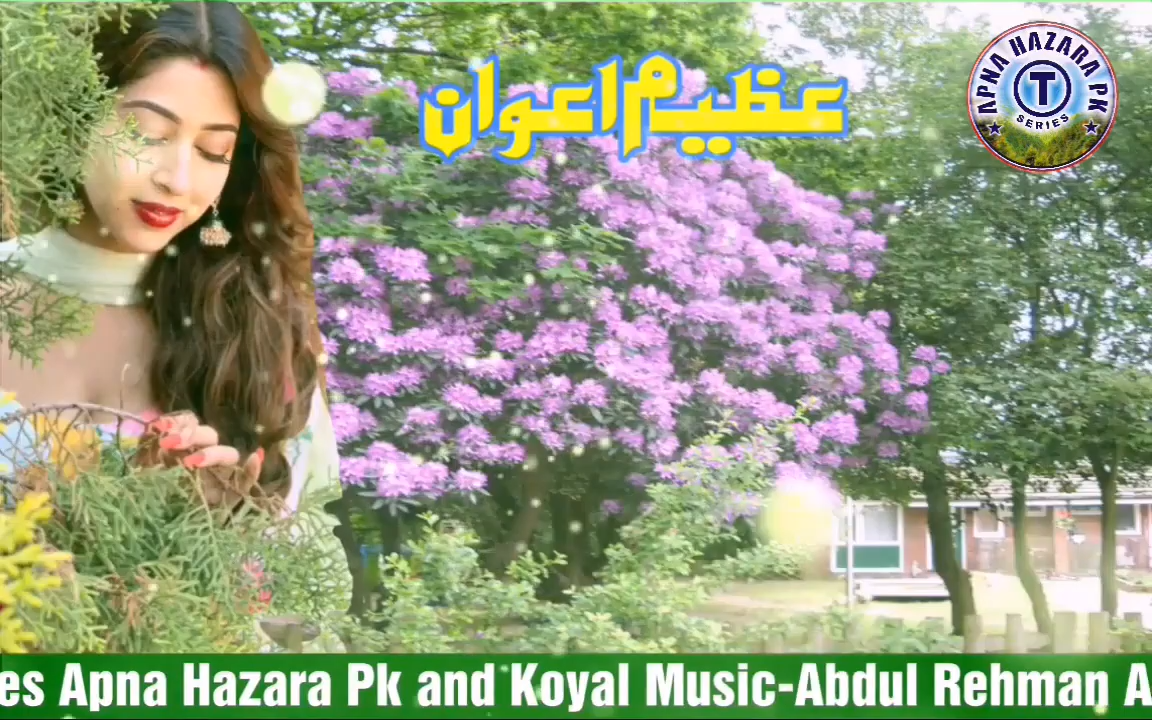 عظیم اعوان
APNA HAZARA PK
T
SERIES
es Apna Hazara Pk and Koyal Music-Abdul Rehman A